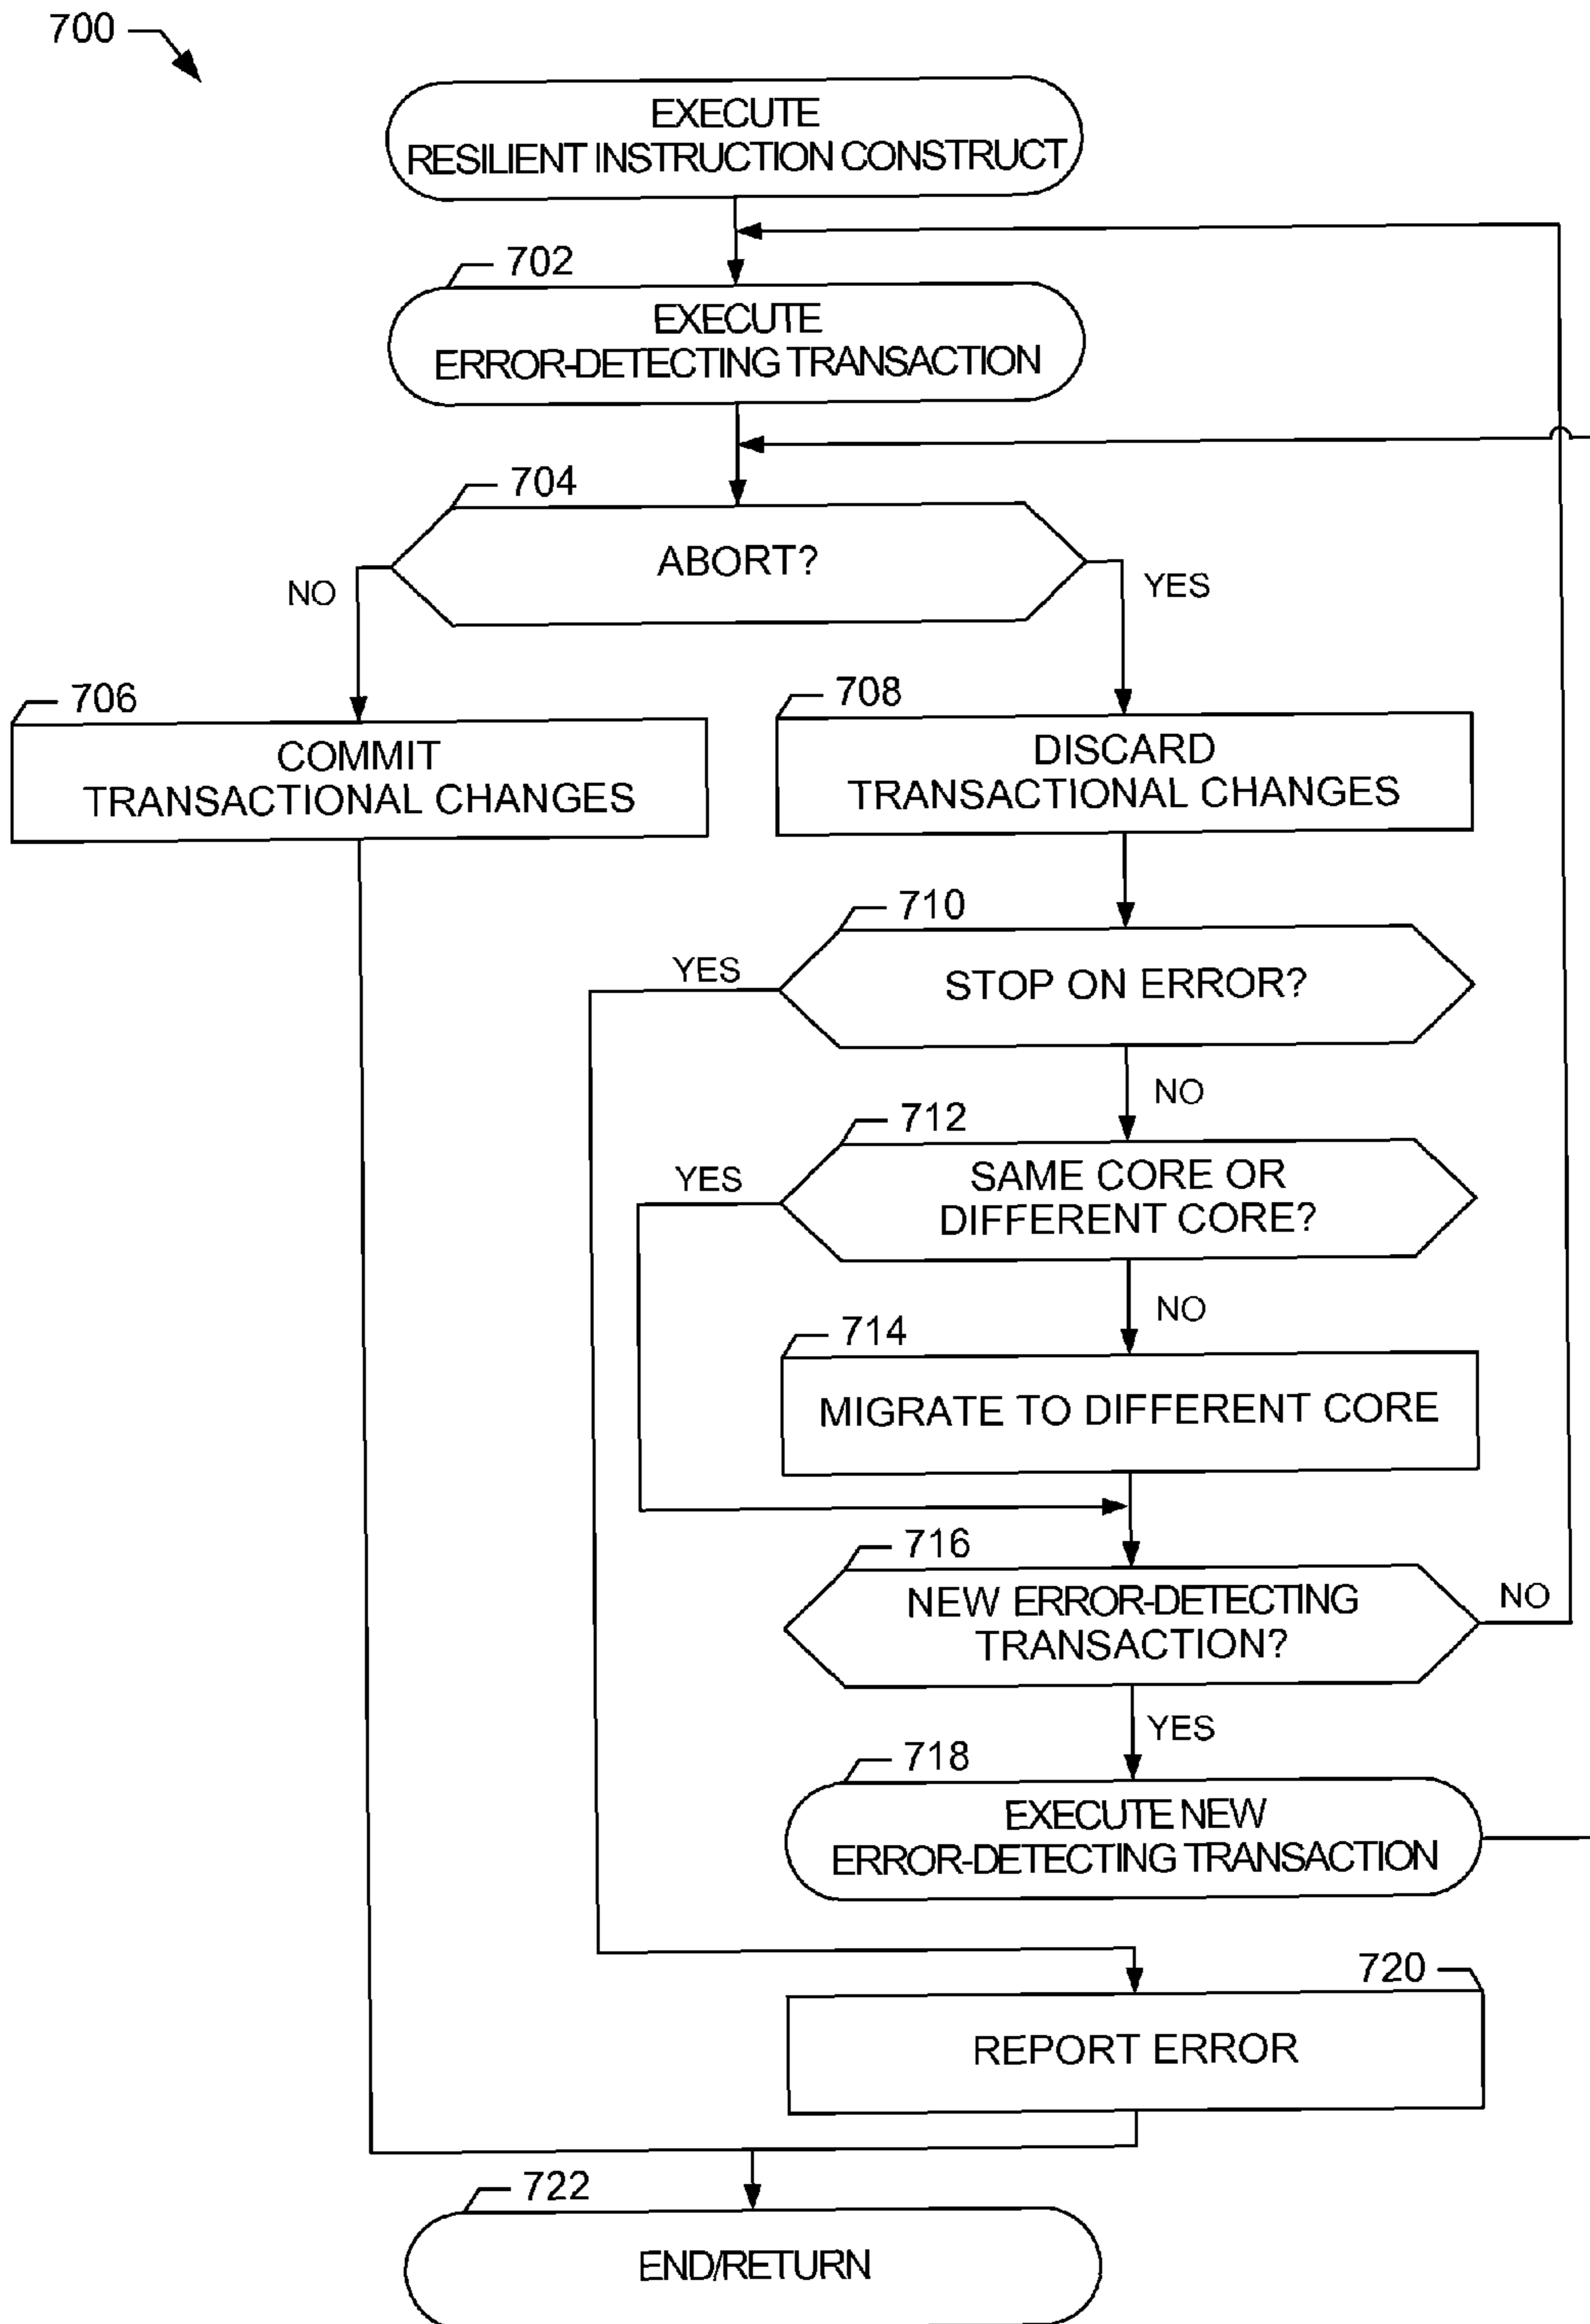 700
EXECUTE
RESILIENT INSTRUCTION CONSTRUCT
702
EXECUTE
ERROR-DETECTING TRANSACTION
704
ABORT?
NO
YES
706
COMMIT
TRANSACTIONAL CHANGES
708
DISCARD
TRANSACTIONAL CHANGES
710
YES
STOP ON ERROR?
NO
712
YES
SAME CORE OR
DIFFERENT CORE?
NO
714
MIGRATE TO DIFFERENT CORE
716
NEW ERROR-DETECTING
TRANSACTION?
NO
YES
718
EXECUTE NEW
ERROR-DETECTING TRANSACTION
720
REPORT ERROR
722
END/RETURN